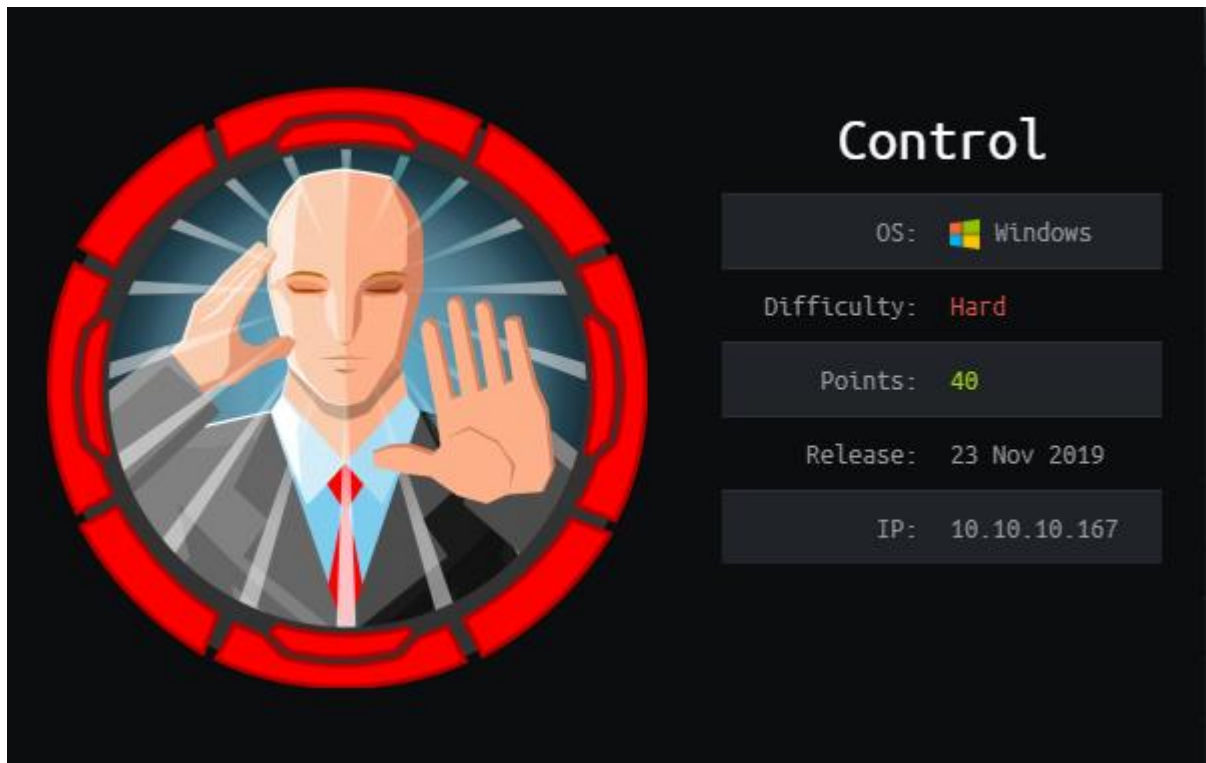 Control
OS: Windows
Difficulty: Hard
Points: 40
Release: 23 Nov 2019
IP: 10.10.10.167